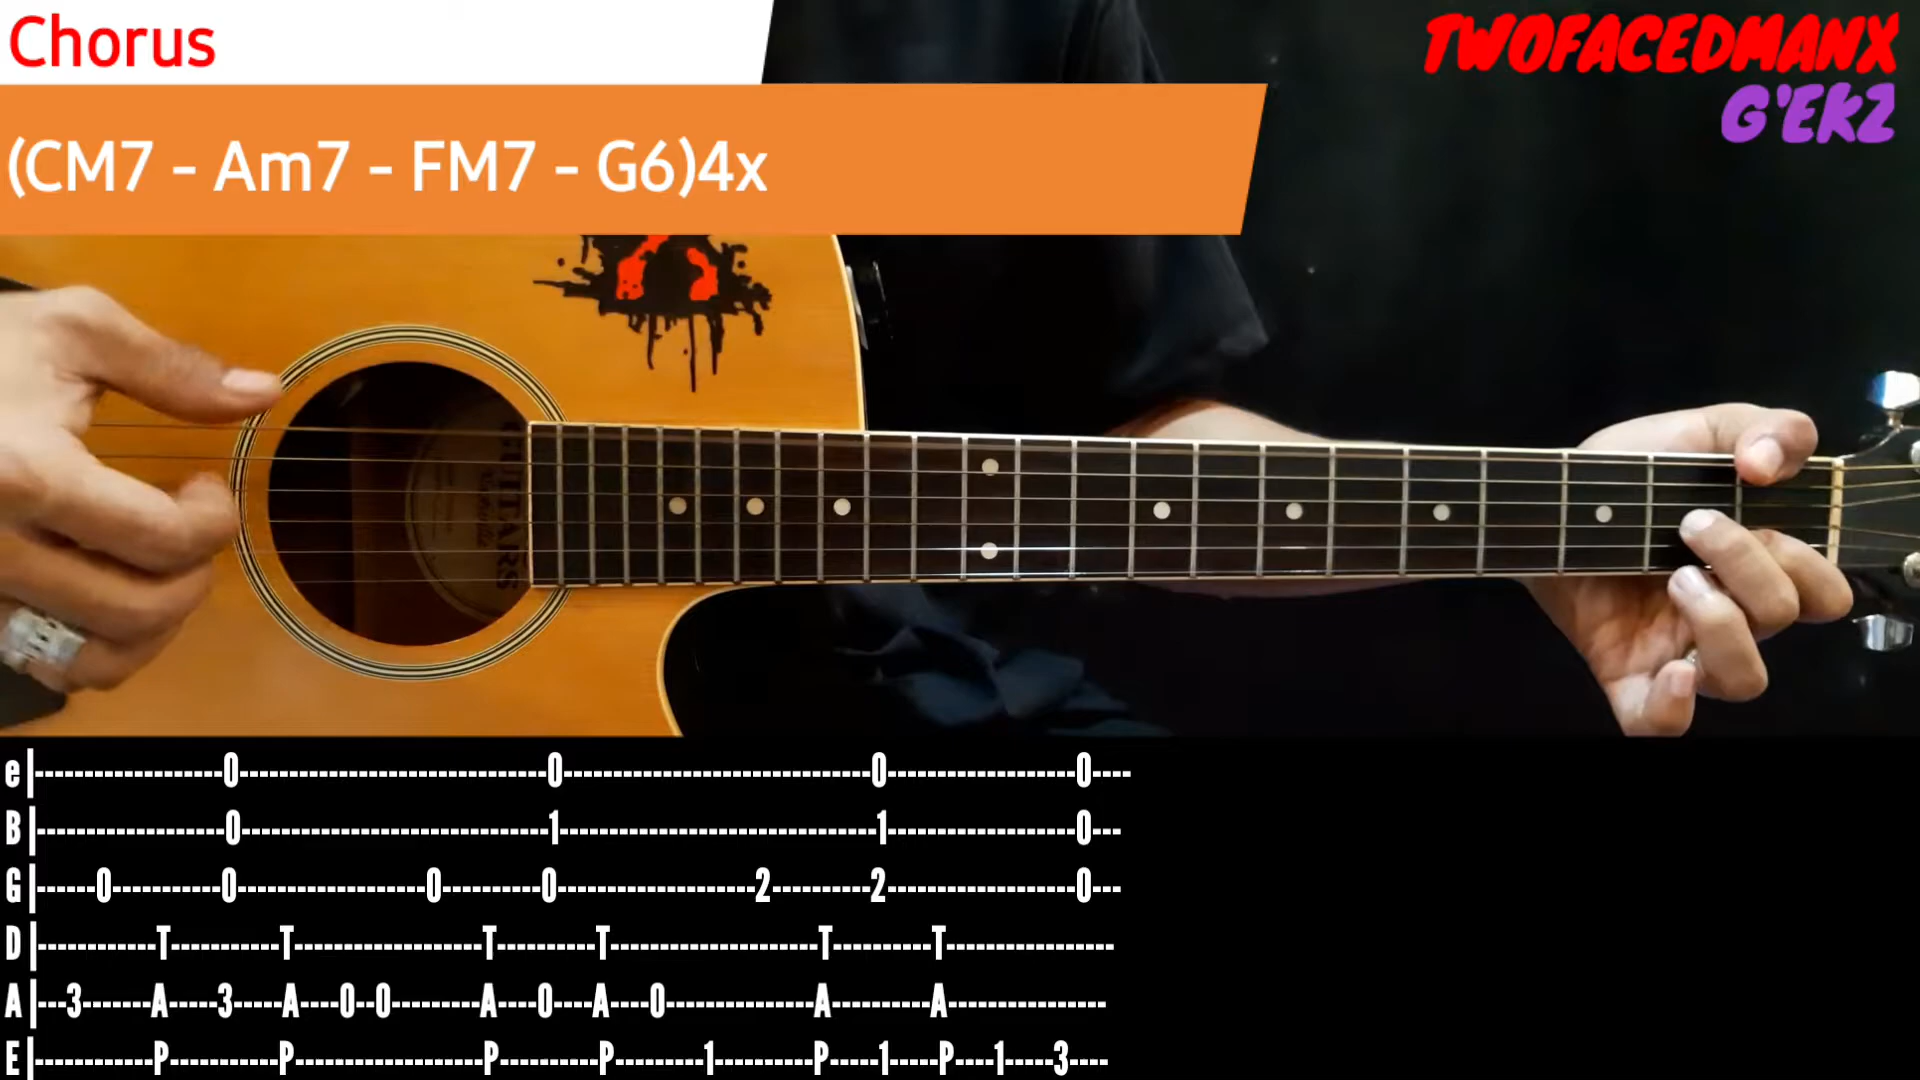 Chorus
TWOFACEDMANX
G'EKZ
(CM7 - Am7 - FM7 - G6)4x
GUITARS
e|------------------0------------------------------0------------------------------0------------------0----
B|------------------0------------------------------1------------------------------1------------------0---
G|------0-----------0-------------------0----------0-------------------2----------2------------------0---
D|------------T-----------T-------------------T----------T--------------------T----------T----------------
A|---3-------A----3----A----0--0---------A---0---A----0--------------A----------A---------------
E|------------P----------P------------------P----------P--------1---------P----1----P---1----3----